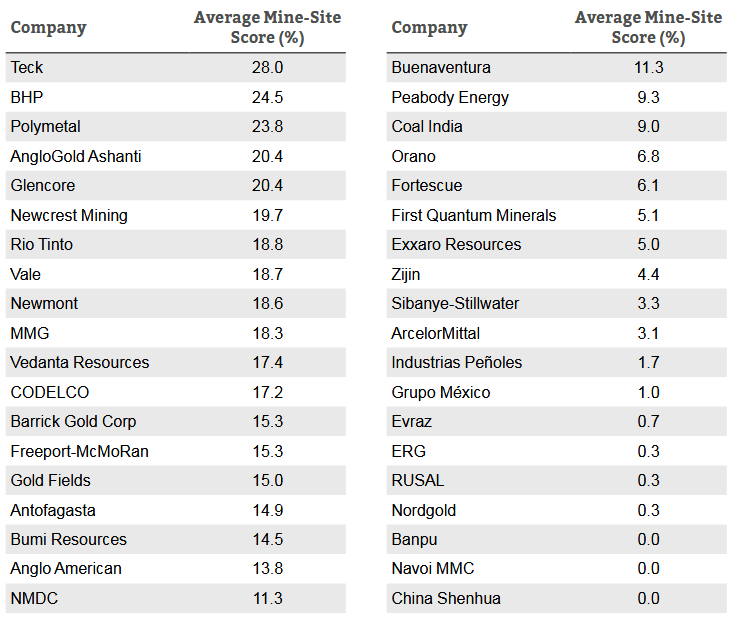 Company Average Mine-Site
Score (%)
Teck 28.0
BHP 24.5
Polymetal 23.8
AngloGold Ashanti 20.4
Glencore 20.4
Newcrest Mining 19.7
Rio Tinto 18.8
Vale 18.7
Newmont 18.6
MMG 18.3
Vedanta Resources 17.4
CODELCO 17.2
Barrick Gold Corp 15.3
Freeport-McMoRan 15.3
Gold Fields 15.0
Antofagasta 14.9
Bumi Resources 14.5
Anglo American 13.8
NMDC 11.3
Company Average Mine-Site
Score (%)
Buenaventura 11.3
Peabody Energy 9.3
Coal India 9.0
Orano 6.8
Fortescue 6.1
First Quantum Minerals 5.1
Exxaro Resources 5.0
Zijin 4.4
Sibanye-Stillwater 3.3
ArcelorMittal 3.1
Industrias Peñoles 1.7
Grupo México 1.0
Evraz 0.7
ERG 0.3
RUSAL 0.3
Nordgold 0.3
Banpu 0.0
Navoi MMC 0.0
China Shenhua 0.0